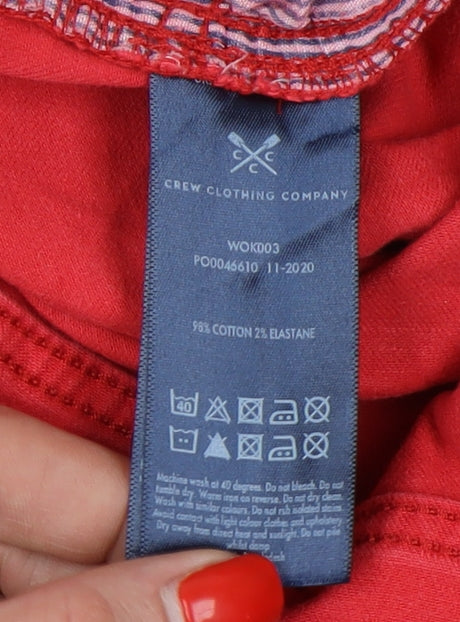 C C
C
CREW CLOTHING COMPANY
WOK003
PO0046610 11-2020
98% COTTON 2% ELASTANE
40
Machine wash at 40 degrees. Do not bleach. Do not
tumble dry. Warm iron on reverse. Do not dry clean.
Wash with similar colours. Do not rub isolated stains
Avoid contact with light colour clothes and upholstery
Dry away from direct heat and sunlight. Do not pile
whilst damp